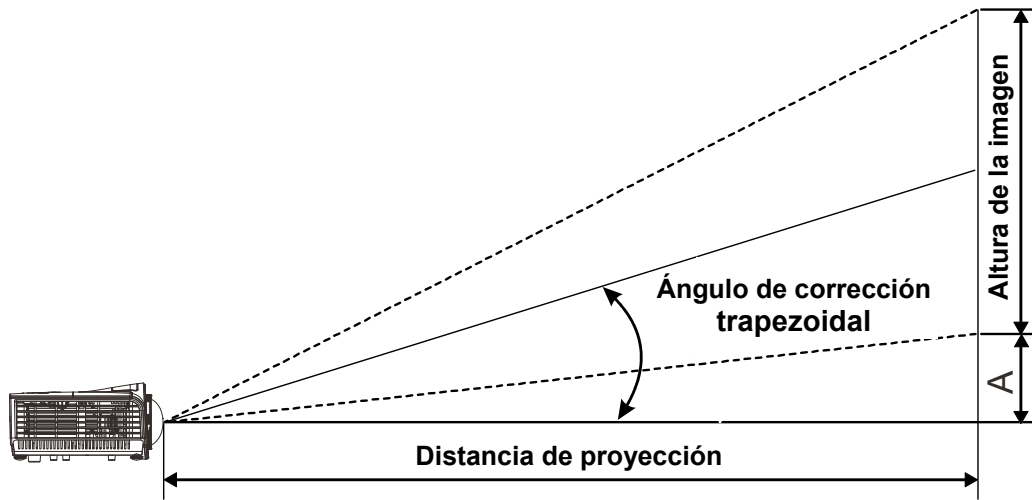 Altura de la imagen
Ángulo de corrección
trapezoidal
A
Distancia de proyección